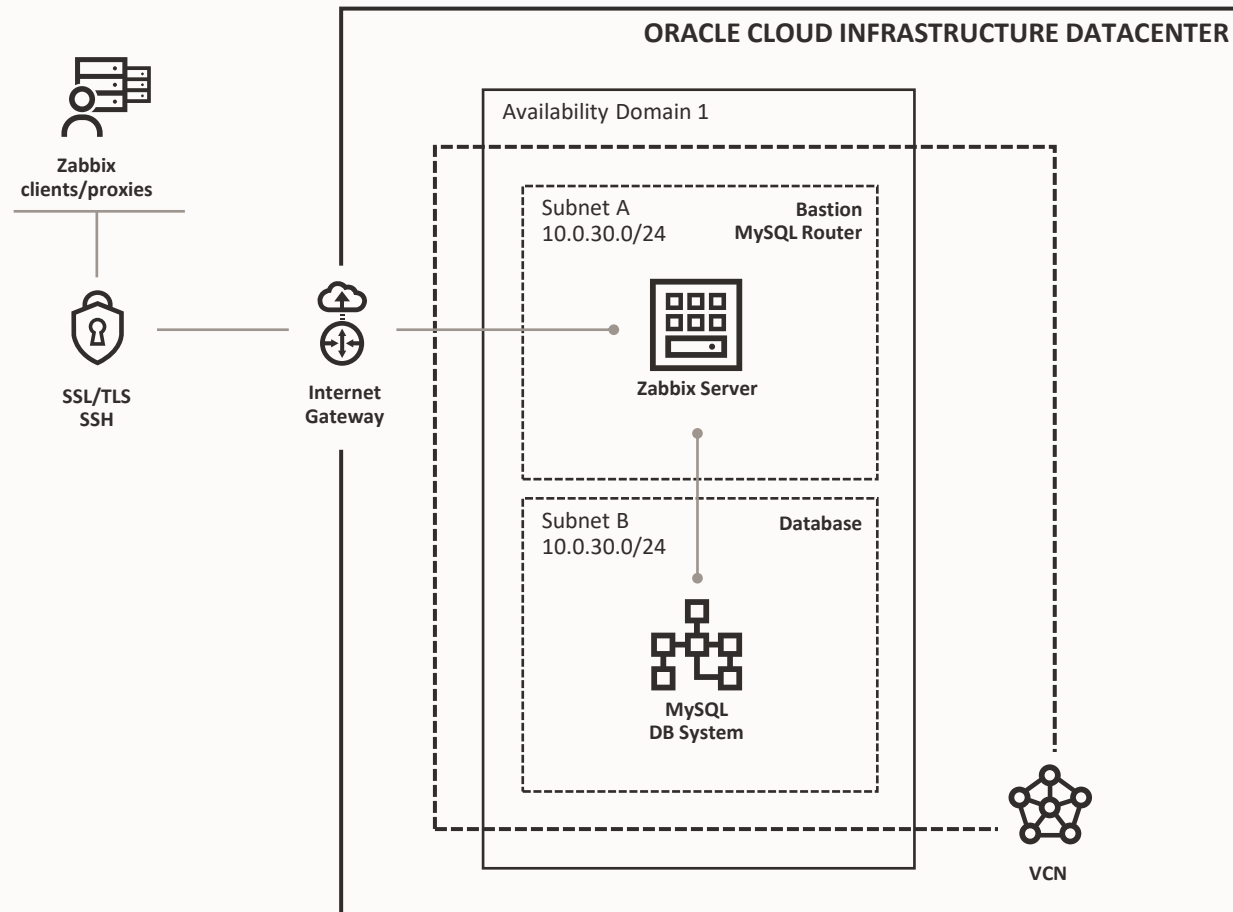 ORACLE CLOUD INFRASTRUCTURE DATACENTER
Availability Domain 1
Zabbix
clients/proxies
Subnet A
10.0.30.0/24
Bastion
MySQL Router
Zabbix Server
SSL/TLS
SSH
Internet
Gateway
Subnet B
10.0.30.0/24
Database
MySQL
DB System
VCN